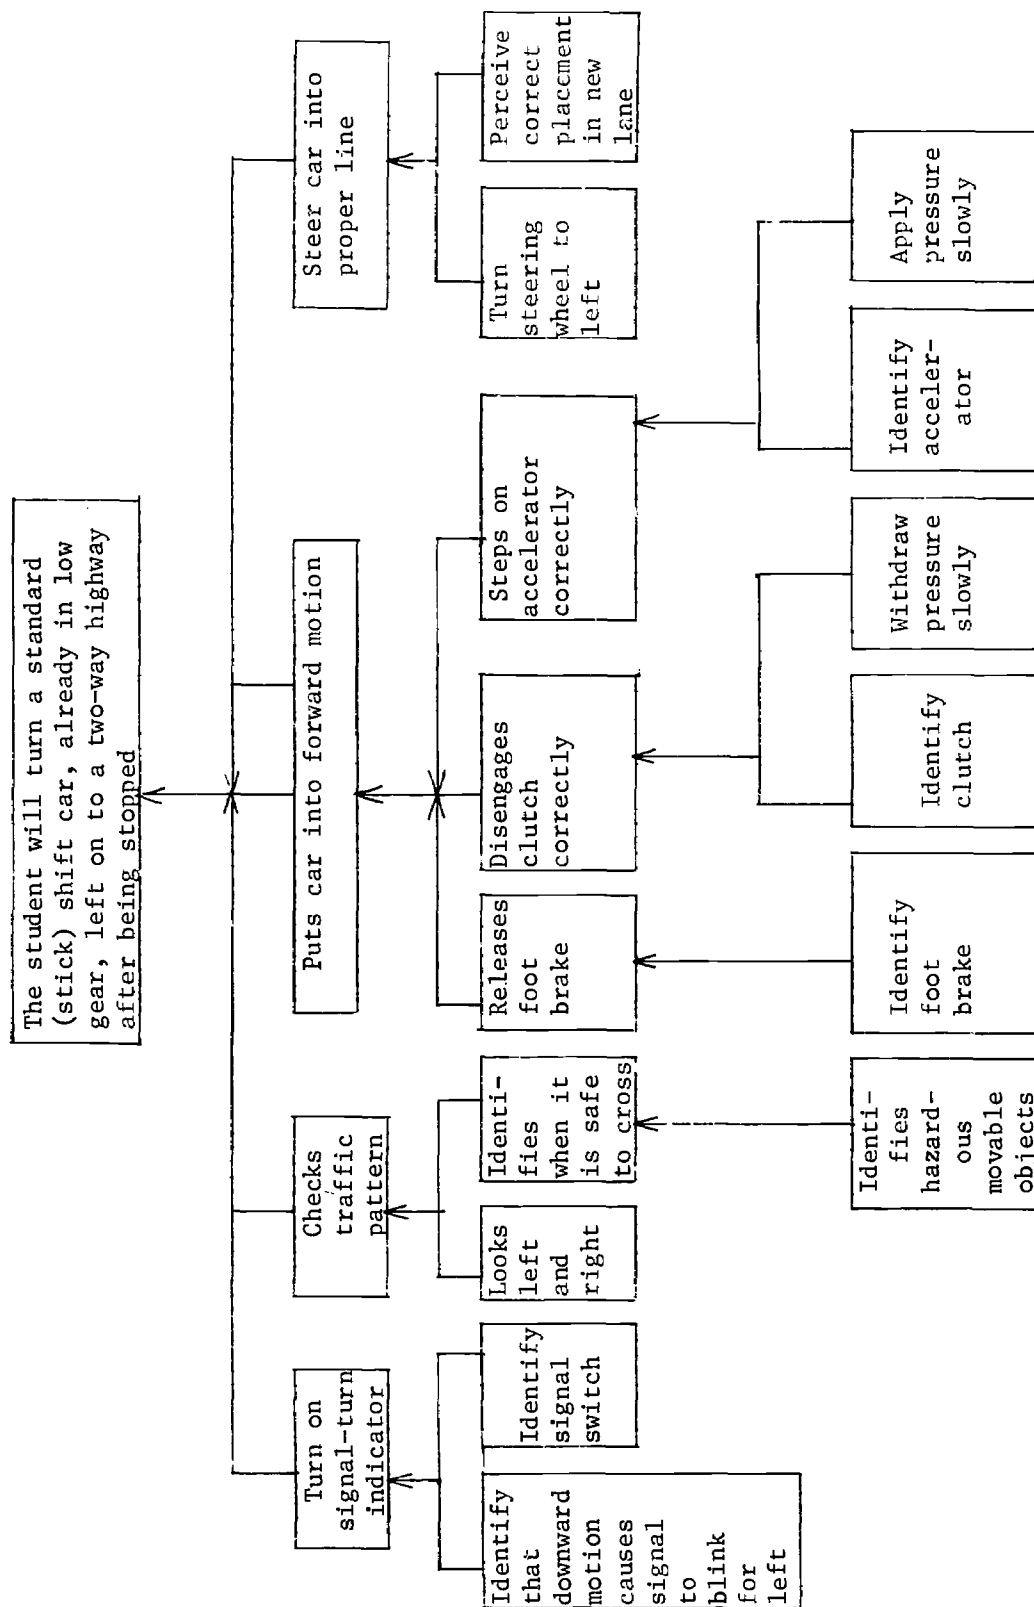 The student will turn a standard
(stick) shift car, already in low
gear, left on to a two-way highway
after being stopped
Turn on
signal-turn
indicator
Checks
traffic
pattern
Puts car into forward motion
Steer car into
proper line
Identify
that
downward
motion
causes
signal
to
blink
for
left
Identify
signal
switch
Looks
left
and
right
Identi-
fies
when it
is safe
to cross
Releases
foot
brake
Disengages
clutch
correctly
Steps on
accelerator
correctly
Turn
steering
wheel to
left
Perceive
correct
placement
in new
lane
Identi-
fies
hazard-
ous
movable
objects
Identify
foot
brake
Identify
clutch
Withdraw
pressure
slowly
Identify
acceler-
ator
Apply
pressure
slowly